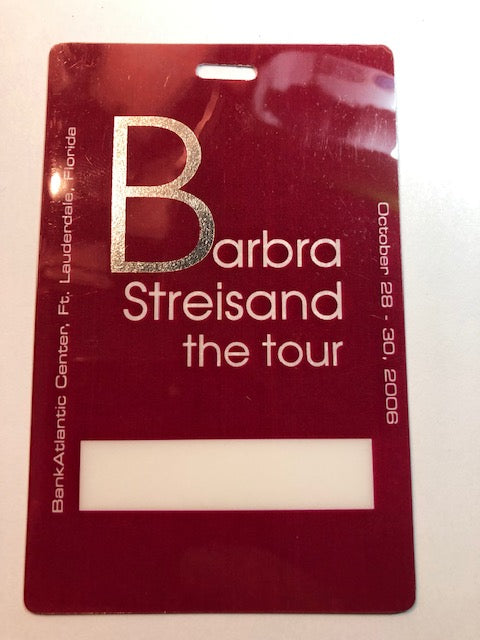 Barbra
Streisand
the tour
BankAtlantic Center, Ft. Lauderdale, Florida
October 28 - 30, 2006